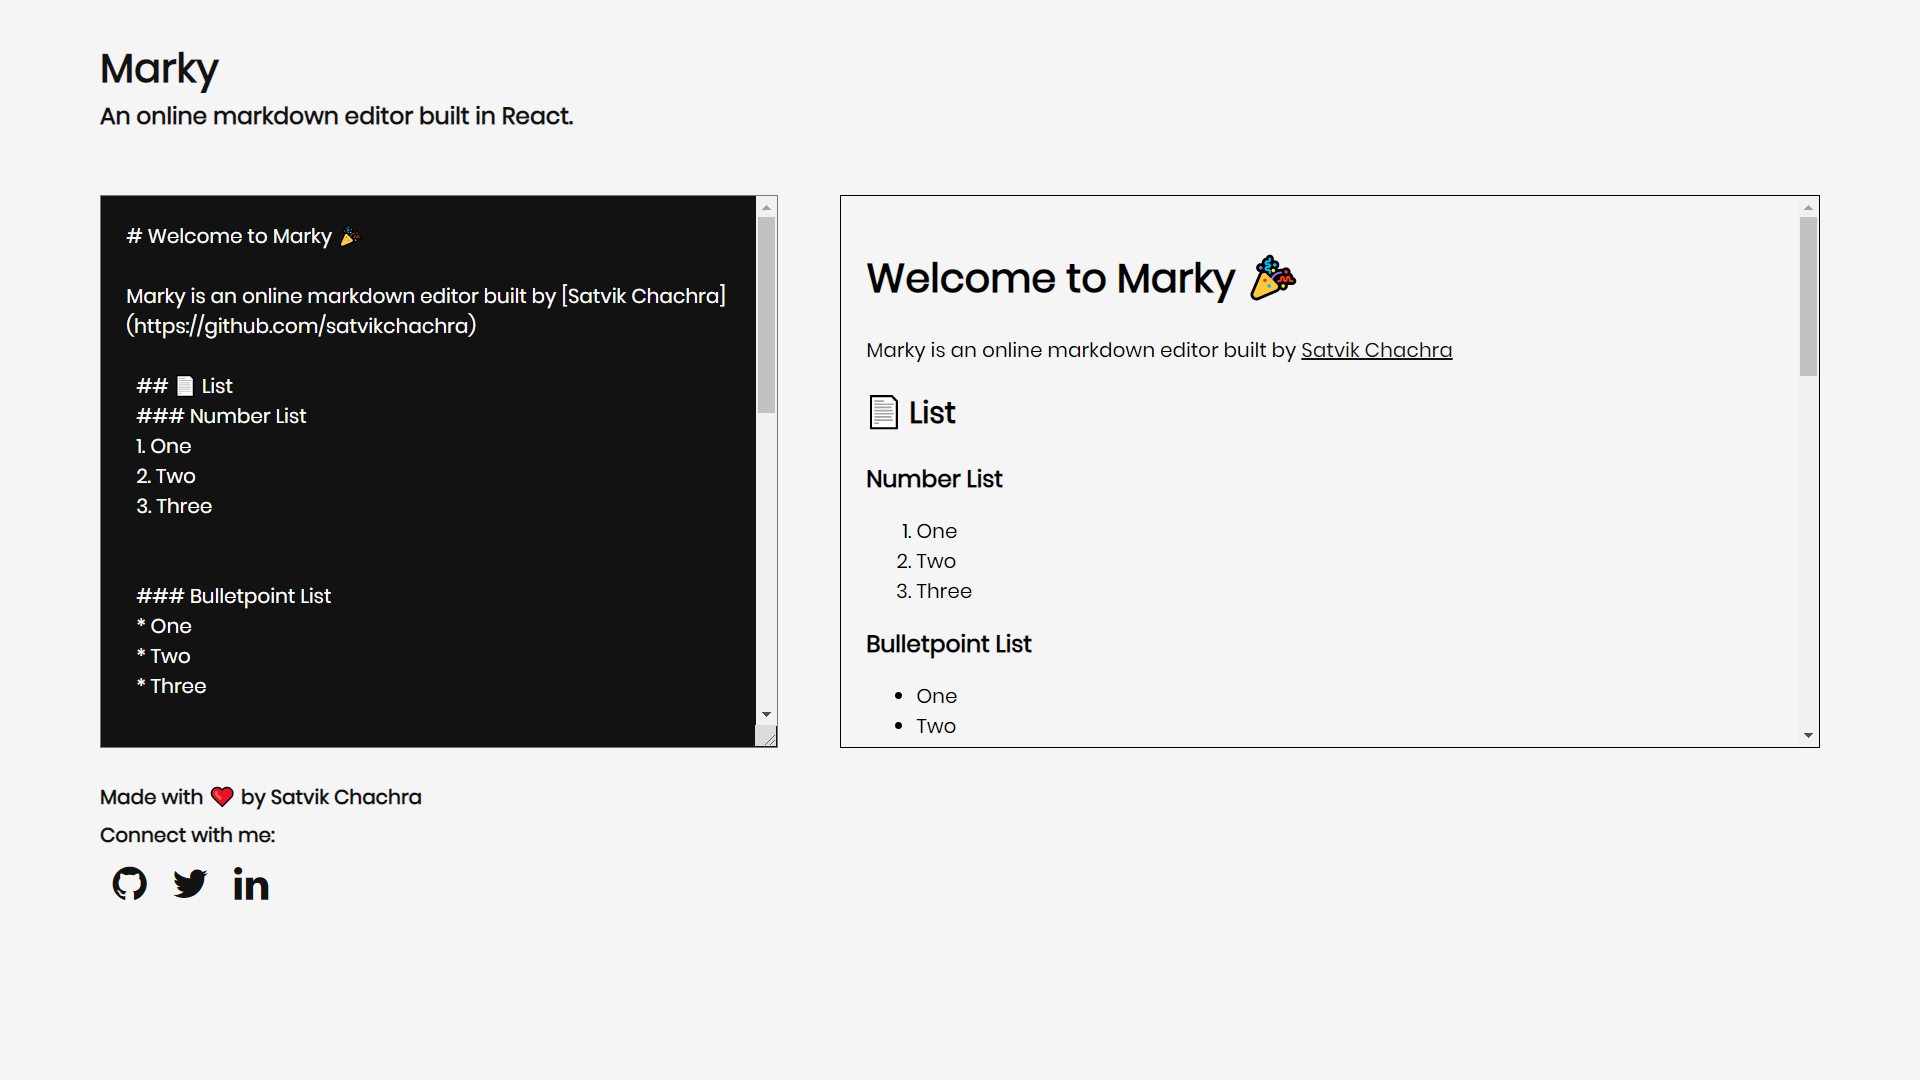 Marky
An online markdown editor built in React.
# Welcome to Marky 🎉
Marky is an online markdown editor built by [Satvik Chachra]
(https://github.com/satvikchachra)
## 📄 List
### Number List
1. One
2. Two
3. Three
### Bulletpoint List
* One
* Two
* Three
Welcome to Marky 🎉
Marky is an online markdown editor built by Satvik Chachra
📄 List
Number List
1. One
2. Two
3. Three
Bulletpoint List
• One
• Two
Made with ❤️ by Satvik Chachra
Connect with me:
in